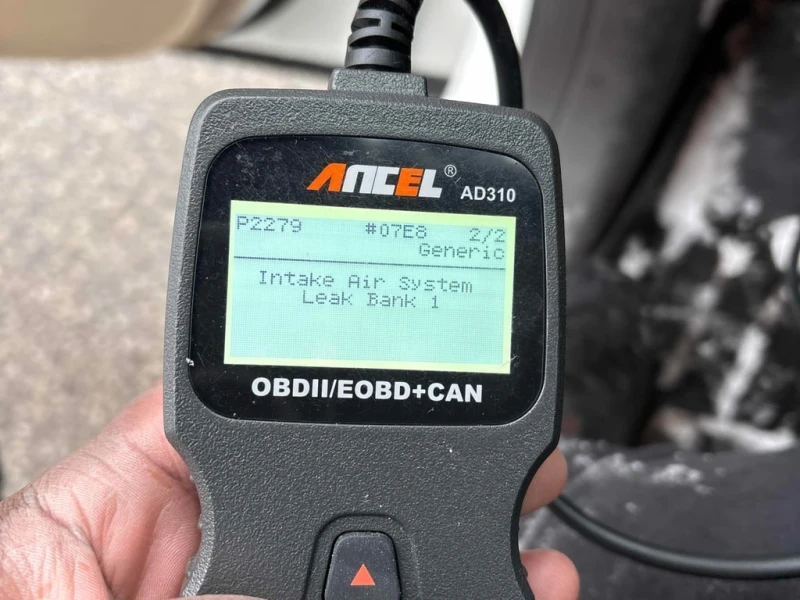 ANCEL® AD310
P2279 #07E8 2/2
Generic
Intake Air System
Leak Bank 1
OBDII/EOBD+CAN